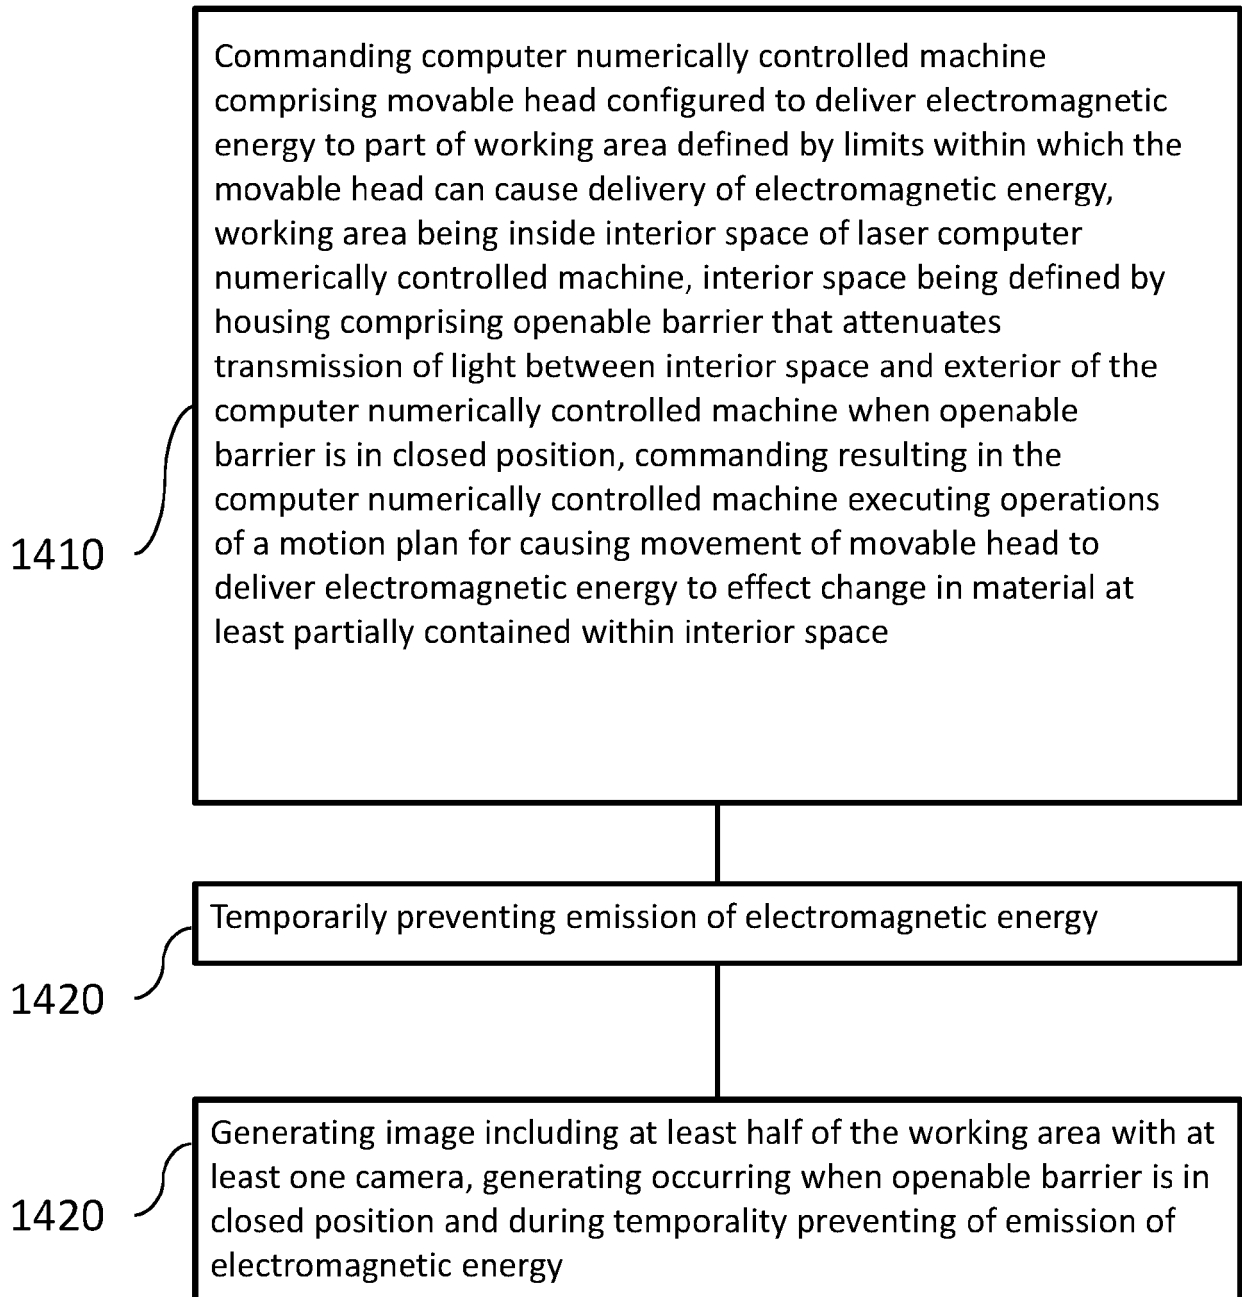 Commanding computer numerically controlled machine
comprising movable head configured to deliver electromagnetic
energy to part of working area defined by limits within which the
movable head can cause delivery of electromagnetic energy,
working area being inside interior space of laser computer
numerically controlled machine, interior space being defined by
housing comprising openable barrier that attenuates
transmission of light between interior space and exterior of the
computer numerically controlled machine when openable
barrier is in closed position, commanding resulting in the
computer numerically controlled machine executing operations
of a motion plan for causing movement of movable head to
deliver electromagnetic energy to effect change in material at
least partially contained within interior space
1410
Temporarily preventing emission of electromagnetic energy
1420
Generating image including at least half of the working area with at
least one camera, generating occurring when openable barrier is in
closed position and during temporality preventing of emission of
electromagnetic energy
1420